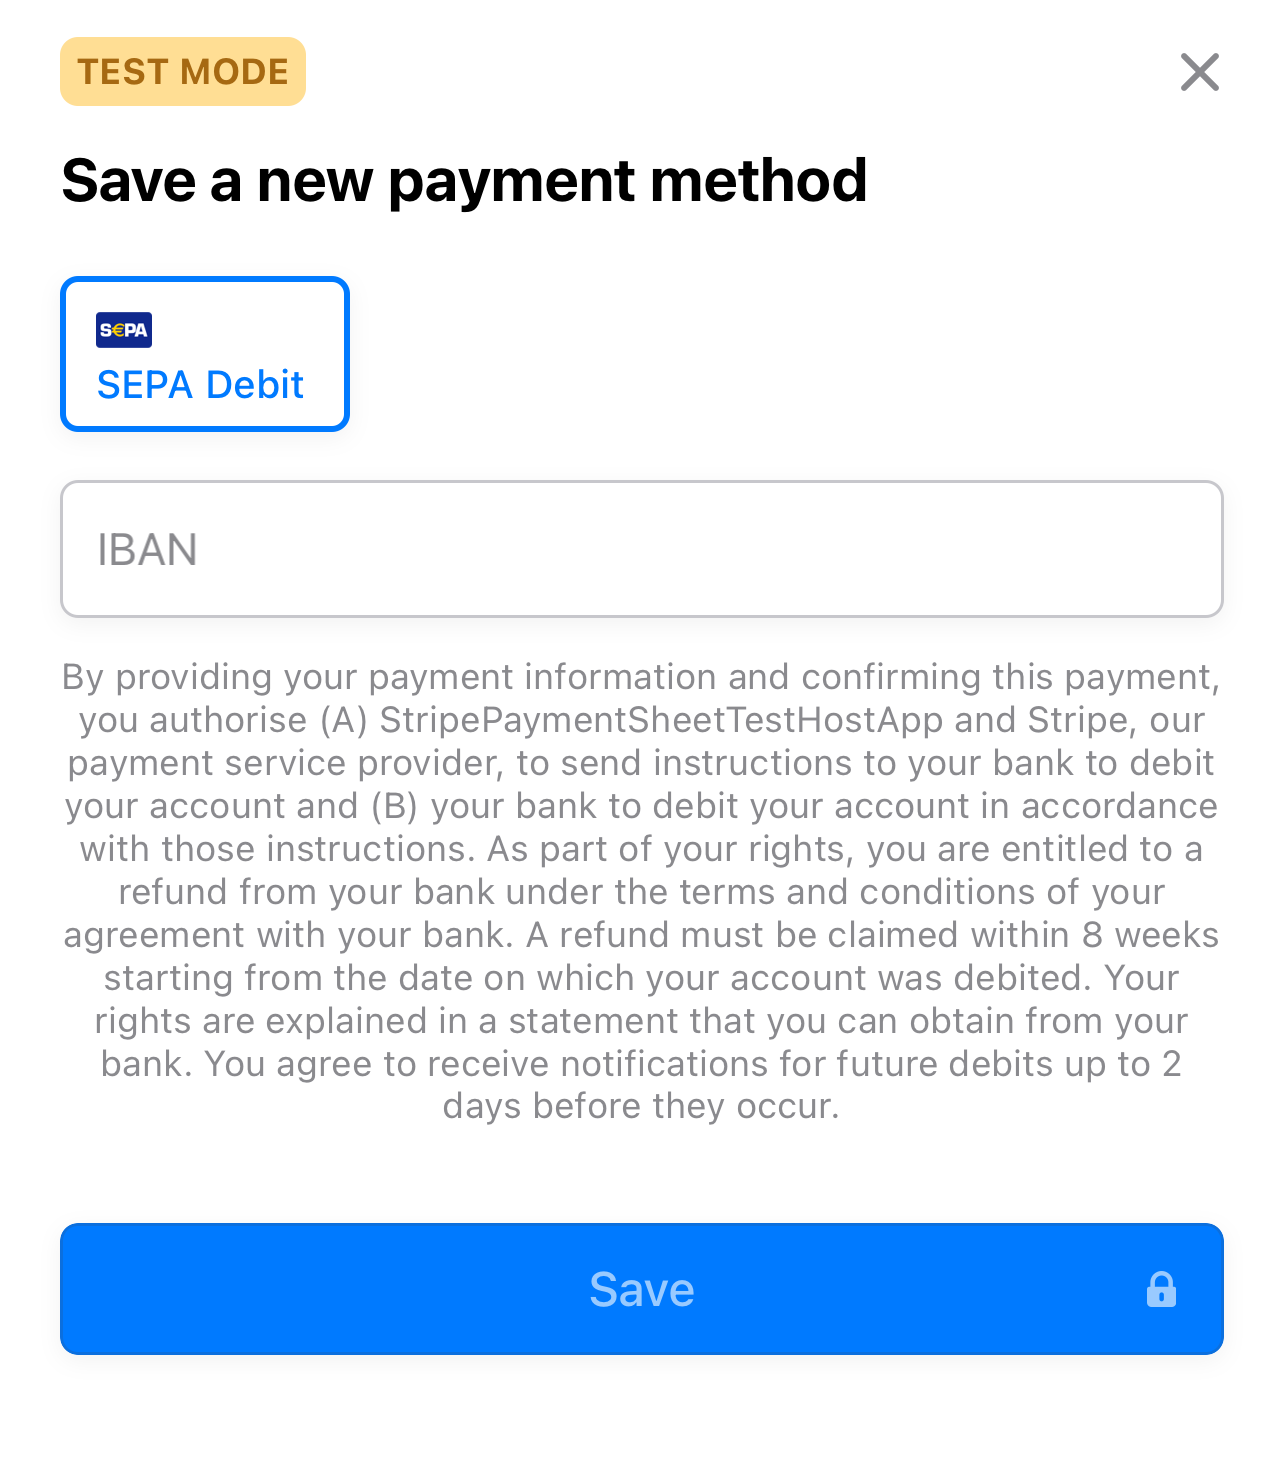 TEST MODE
Save a new payment method
S€PA
SEPA Debit
IBAN
By providing your payment information and confirming this payment,
you authorise (A) StripePaymentSheetTestHostApp and Stripe, our
payment service provider, to send instructions to your bank to debit
your account and (B) your bank to debit your account in accordance
with those instructions. As part of your rights, you are entitled to a
refund from your bank under the terms and conditions of your
agreement with your bank. A refund must be claimed within 8 weeks
starting from the date on which your account was debited. Your
rights are explained in a statement that you can obtain from your
bank. You agree to receive notifications for future debits up to 2
days before they occur.
Save